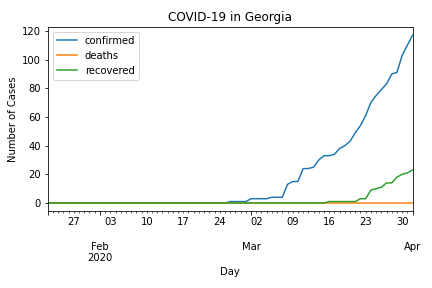 COVID-19 in Georgia
confirmed
deaths
recovered
Number of Cases
120
100
80
60
40
20
0
27 03 10 17 24 02 09 16 23 30
Feb Mar Apr
2020
Day